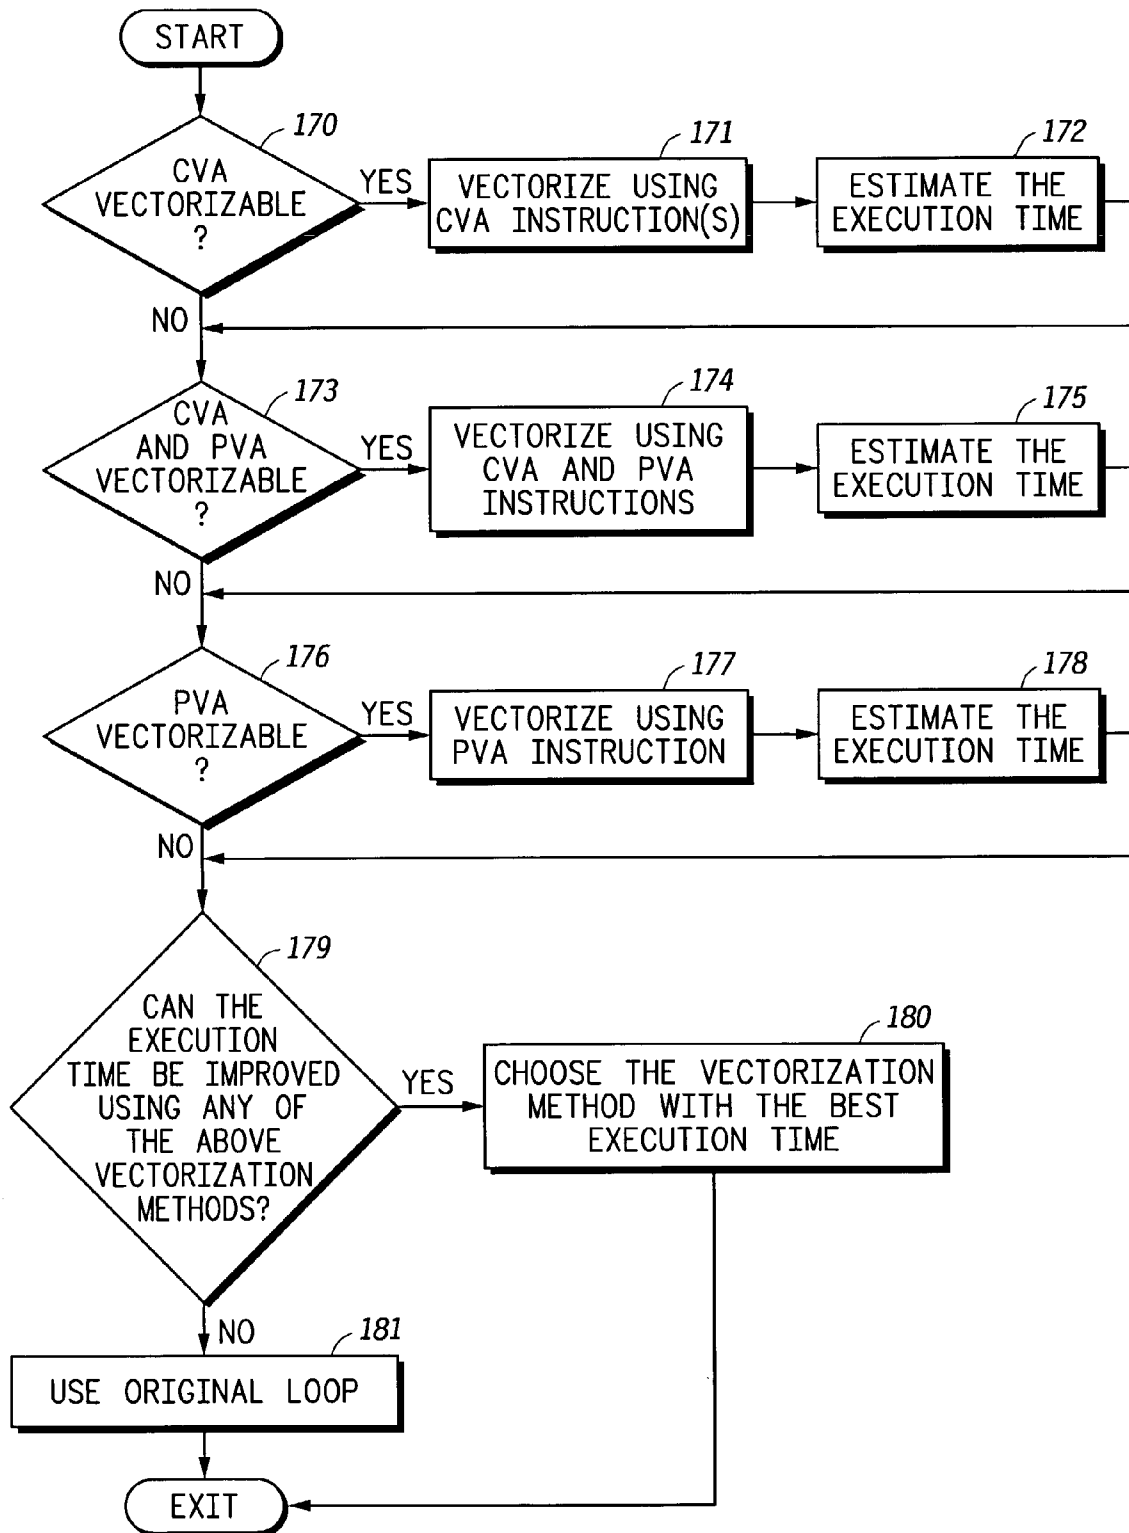 START
170
CVA
VECTORIZABLE
?
YES
171
VECTORIZE USING
CVA INSTRUCTION(S)
172
ESTIMATE THE
EXECUTION TIME
NO
173
CVA
AND PVA
VECTORIZABLE
?
YES
174
VECTORIZE USING
CVA AND PVA
INSTRUCTIONS
175
ESTIMATE THE
EXECUTION TIME
NO
176
PVA
VECTORIZABLE
?
YES
177
VECTORIZE USING
PVA INSTRUCTION
178
ESTIMATE THE
EXECUTION TIME
NO
179
CAN THE
EXECUTION
TIME BE IMPROVED
USING ANY OF
THE ABOVE
VECTORIZATION
METHODS?
YES
180
CHOOSE THE VECTORIZATION
METHOD WITH THE BEST
EXECUTION TIME
NO
181
USE ORIGINAL LOOP
EXIT